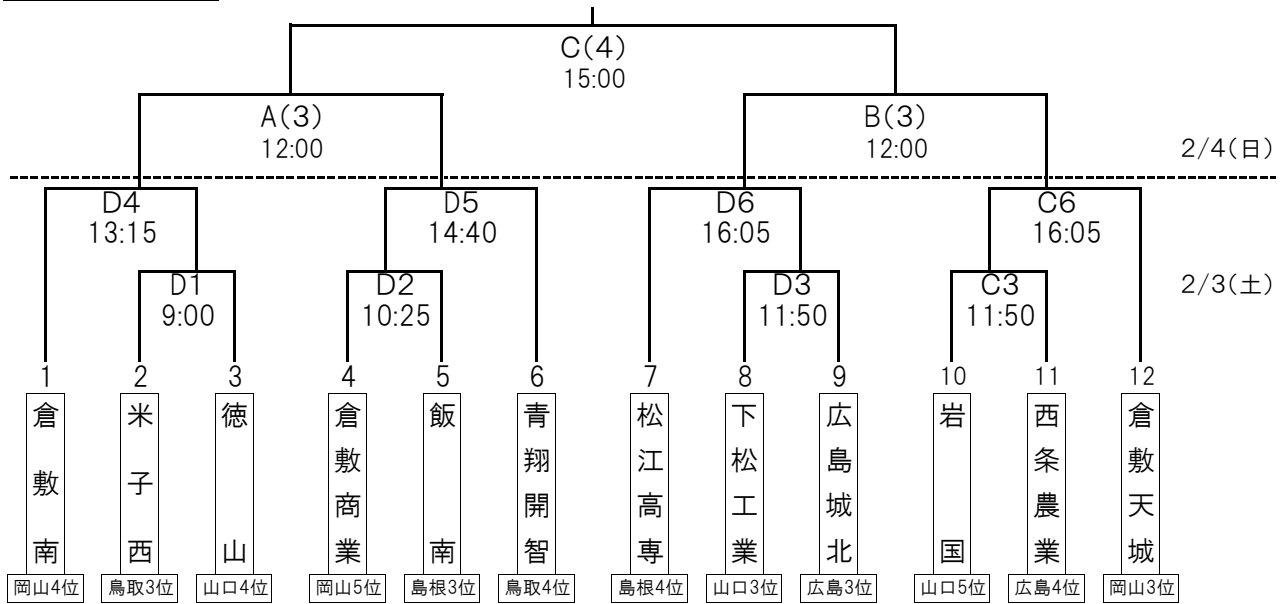 C(4)
15:00
A(3)
12:00
B(3)
12:00
2/4(日)
D4
13:15
D5
14:40
D6
16:05
C6
16:05
D1
9:00
D2
10:25
D3
11:50
C3
11:50
2/3(土)
1
2
3
4
5
6
7
8
9
10
11
12
倉敷南
米子西
徳山
倉敷商業
飯南
青翔開智
松江高専
下松工業
広島城北
岩国
西条農業
倉敷天城
岡山4位
鳥取3位
山口4位
岡山5位
島根3位
鳥取4位
島根4位
山口3位
広島3位
山口5位
広島4位
岡山3位